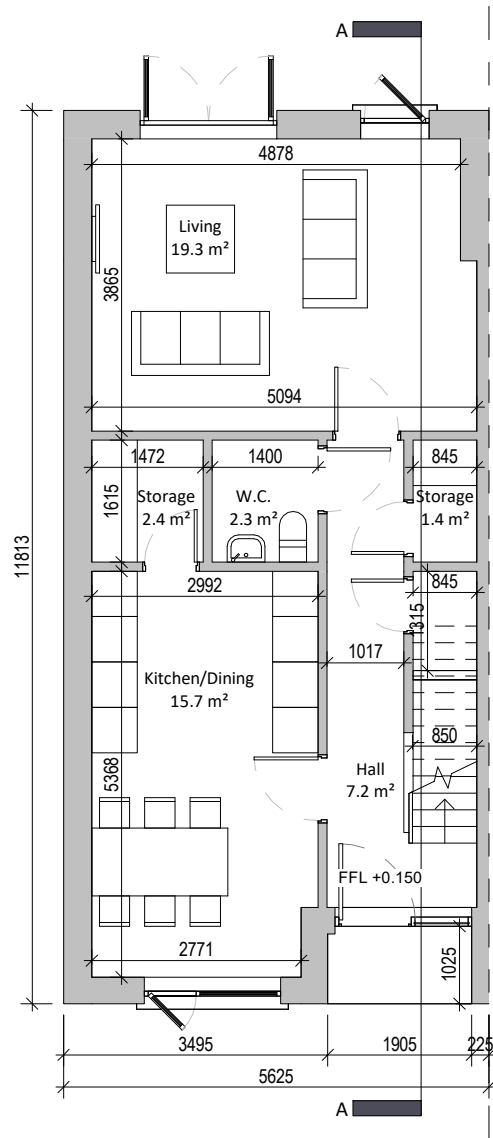 A
4878
Living
19.3 m²
3865
5094
1472
1400
845
1615
Storage
2.4 m²
W.C.
2.3 m²
Storage
1.4 m²
11813
2992
845
1315
1017
Kitchen/Dining
15.7 m²
850
5368
Hall
7.2 m²
FFL +0.150
2771
1025
3495
1905
225
5625
A